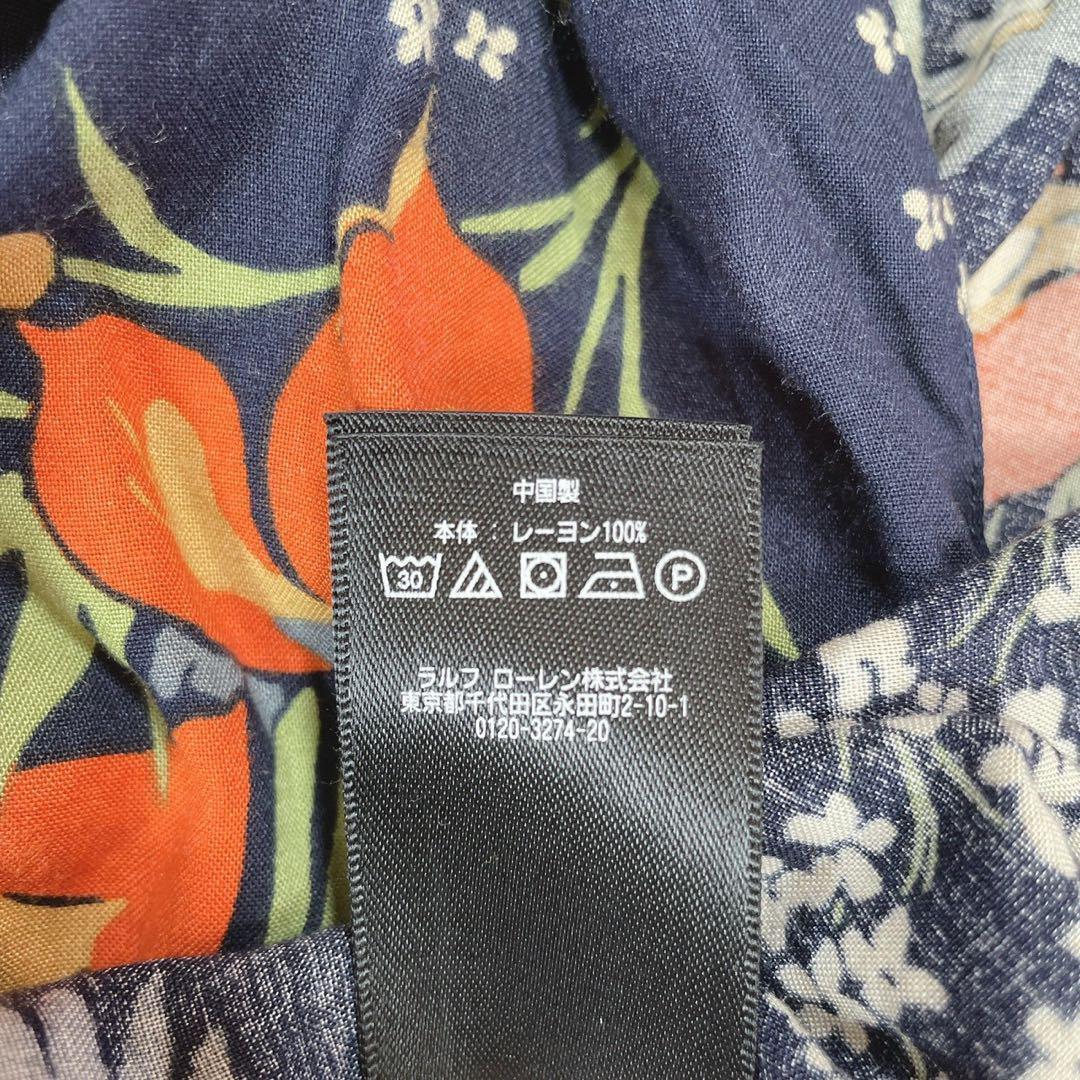 中国製
本体 : レーヨン100%
30 P
ラルフ ローレン株式会社
東京都千代田区永田町2-10-1
0120-3274-20